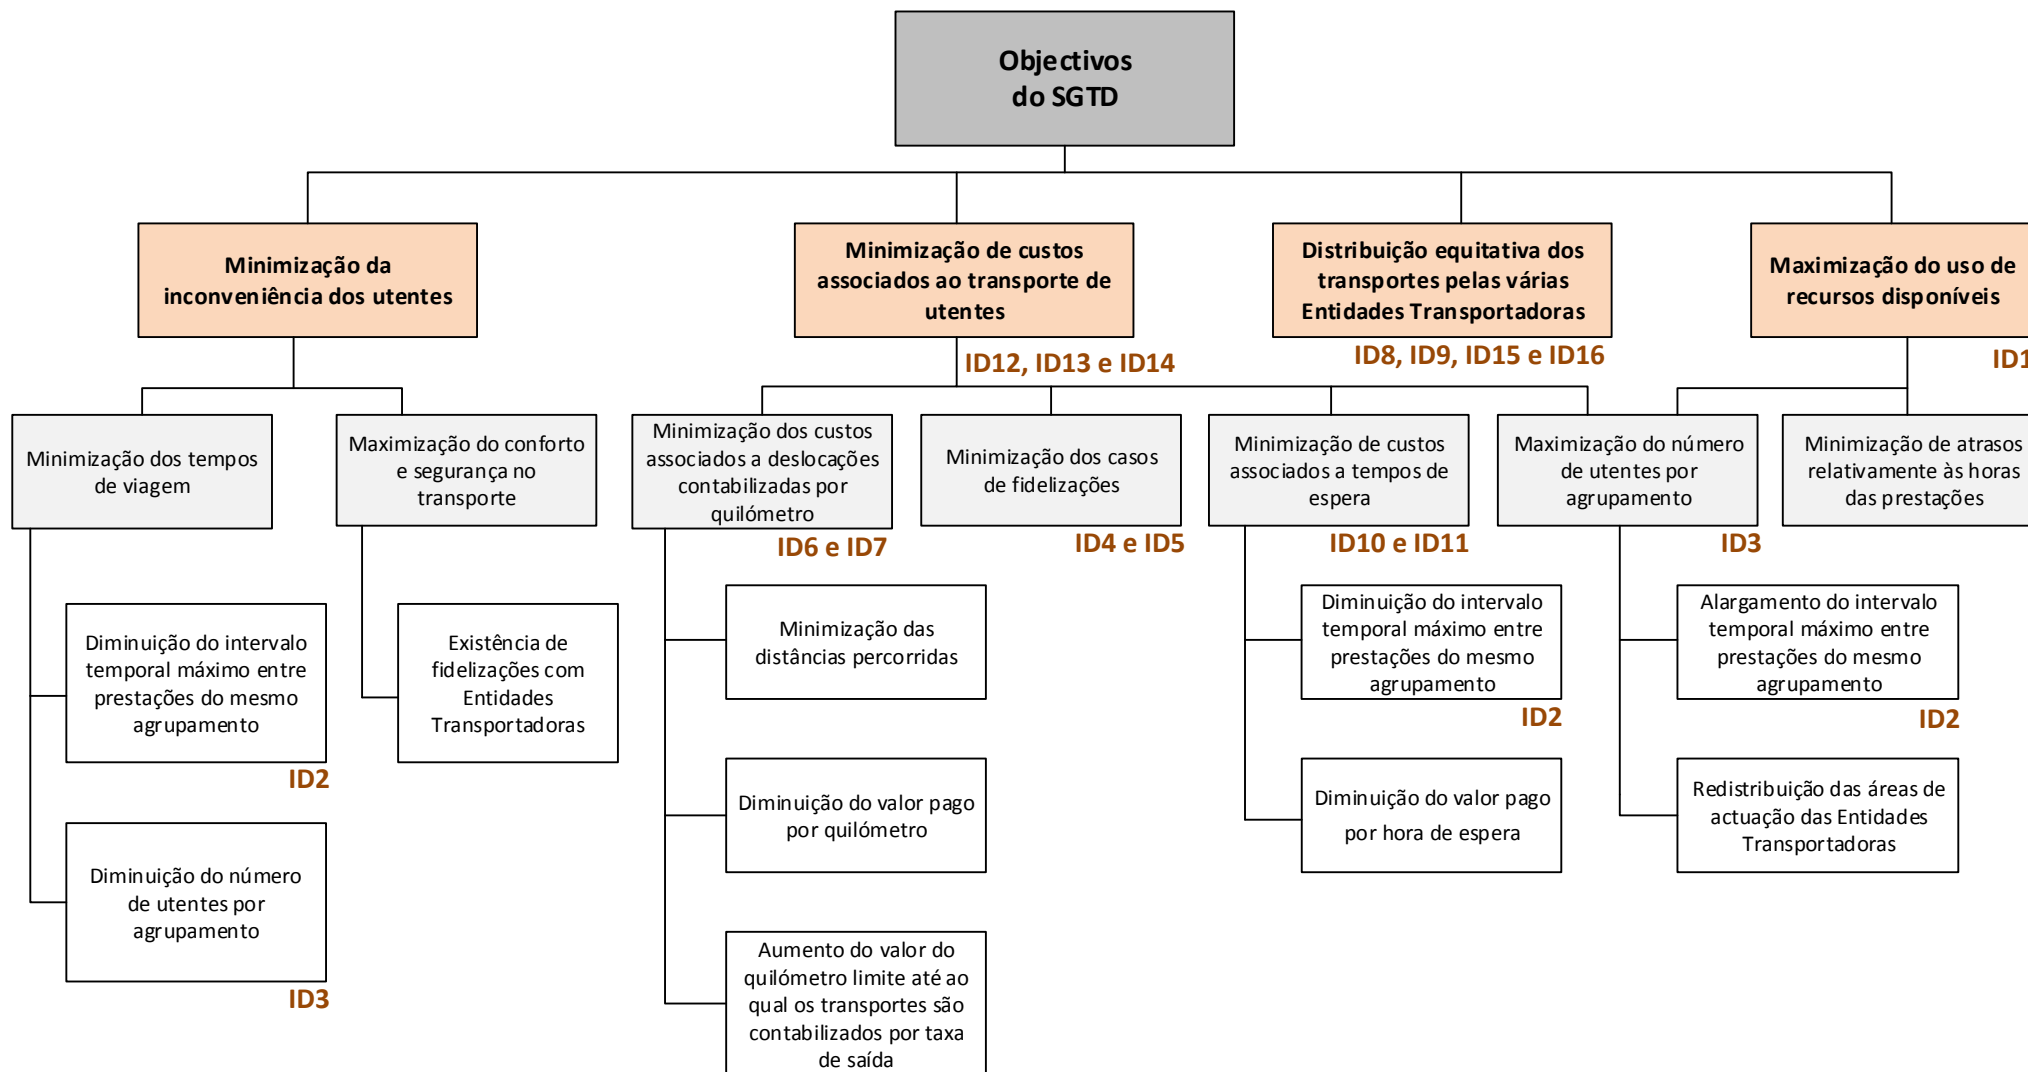 Objectivos
do SGTD
Minimização da
inconveniência dos utentes
Minimização de custos
associados ao transporte de
utentes
Distribuição equitativa dos
transportes pelas várias
Entidades Transportadoras
Maximização do uso de
recursos disponíveis
ID12, ID13 e ID14
ID8, ID9, ID15 e ID16
ID1
Minimização dos tempos
de viagem
Maximização do conforto
e segurança no
transporte
Minimização dos custos
associados a deslocações
contabilizadas por
quilómetro
Minimização dos casos
de fidelizações
Minimização de custos
associados a tempos de
espera
Maximização do número
de utentes por
agrupamento
Minimização de atrasos
relativamente às horas
das prestações
ID6 e ID7
ID4 e ID5
ID10 e ID11
ID3
Diminuição do intervalo
temporal máximo entre
prestações do mesmo
agrupamento
ID2
Existência de
fidelizações com
Entidades
Transportadoras
Minimização das
distâncias percorridas
Diminuição do intervalo
temporal máximo entre
prestações do mesmo
agrupamento
ID2
Alargamento do intervalo
temporal máximo entre
prestações do mesmo
agrupamento
ID2
Diminuição do número
de utentes por
agrupamento
ID3
Diminuição do valor pago
por quilómetro
Diminuição do valor pago
por hora de espera
Redistribuição das áreas de
actuação das Entidades
Transportadoras
Aumento do valor do
quilómetro limite até ao
qual os transportes são
contabilizados por taxa
de saída